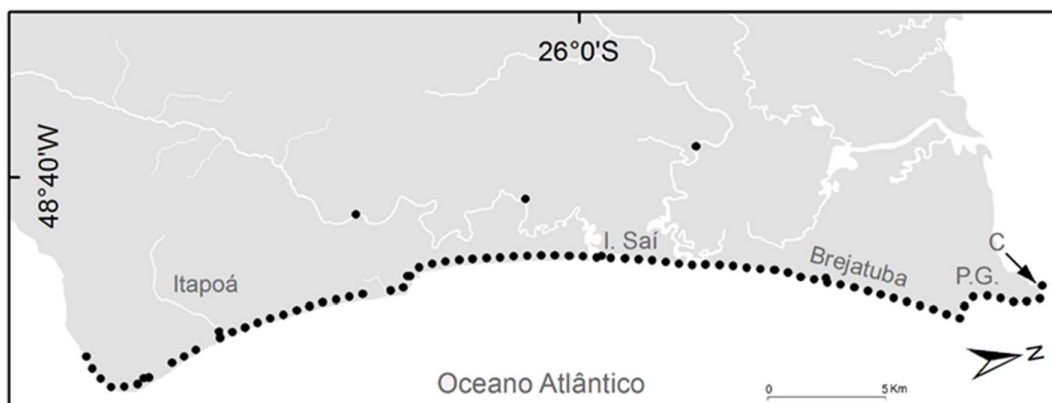 26°0'S
48°40'W
I. Saí
C
Brejatuba
P.G.
Itapoá
N
Oceano Atlântico
0 5 Km